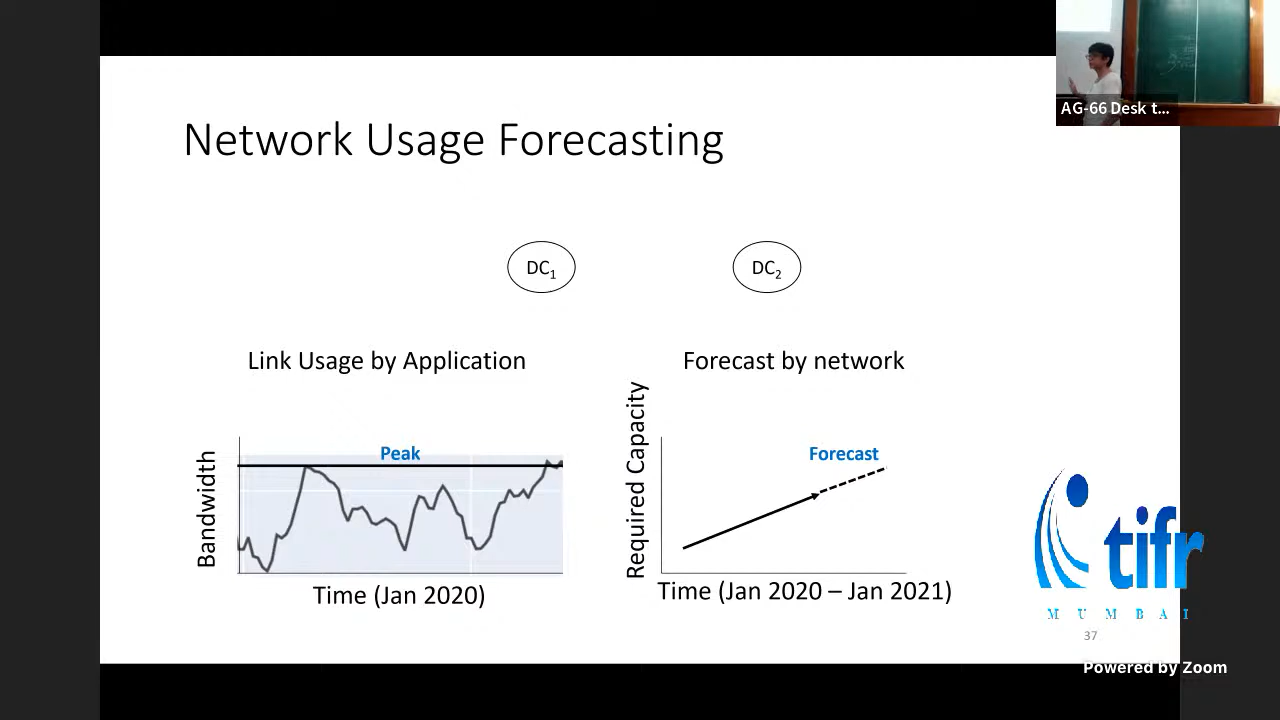 AG-66 Desk t...
Network Usage Forecasting
DC1
DC2
Link Usage by Application
Forecast by network
Bandwidth
Peak
Time (Jan 2020)
Required Capacity
Forecast
Time (Jan 2020 – Jan 2021)
tifr
MUMBAI
37
Powered by Zoom